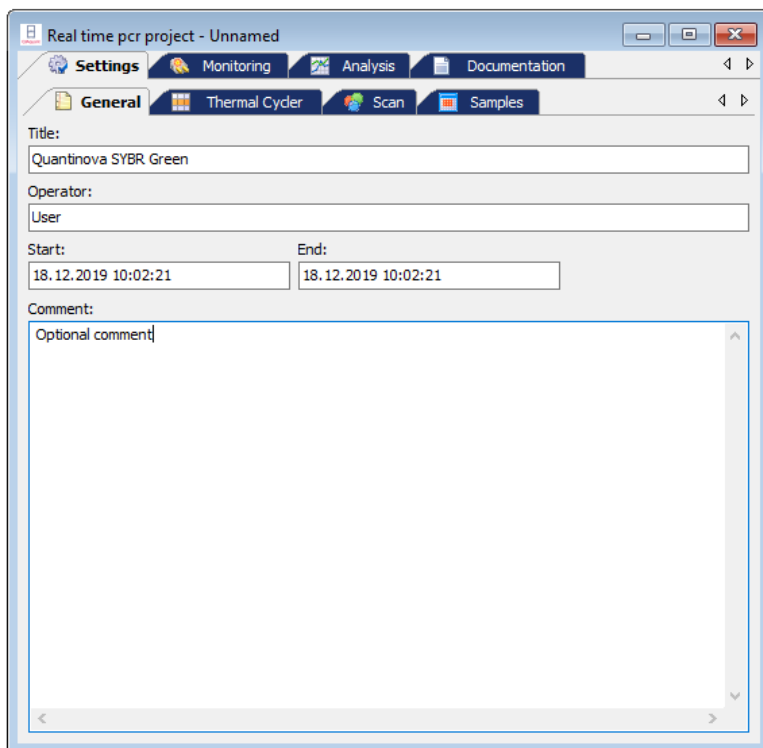 Real time pcr project - Unnamed
Settings Monitoring Analysis Documentation
General Thermal Cycler Scan Samples
Title:
Quantinova SYBR Green
Operator:
User
Start: End:
18.12.2019 10:02:21 18.12.2019 10:02:21
Comment:
Optional comment